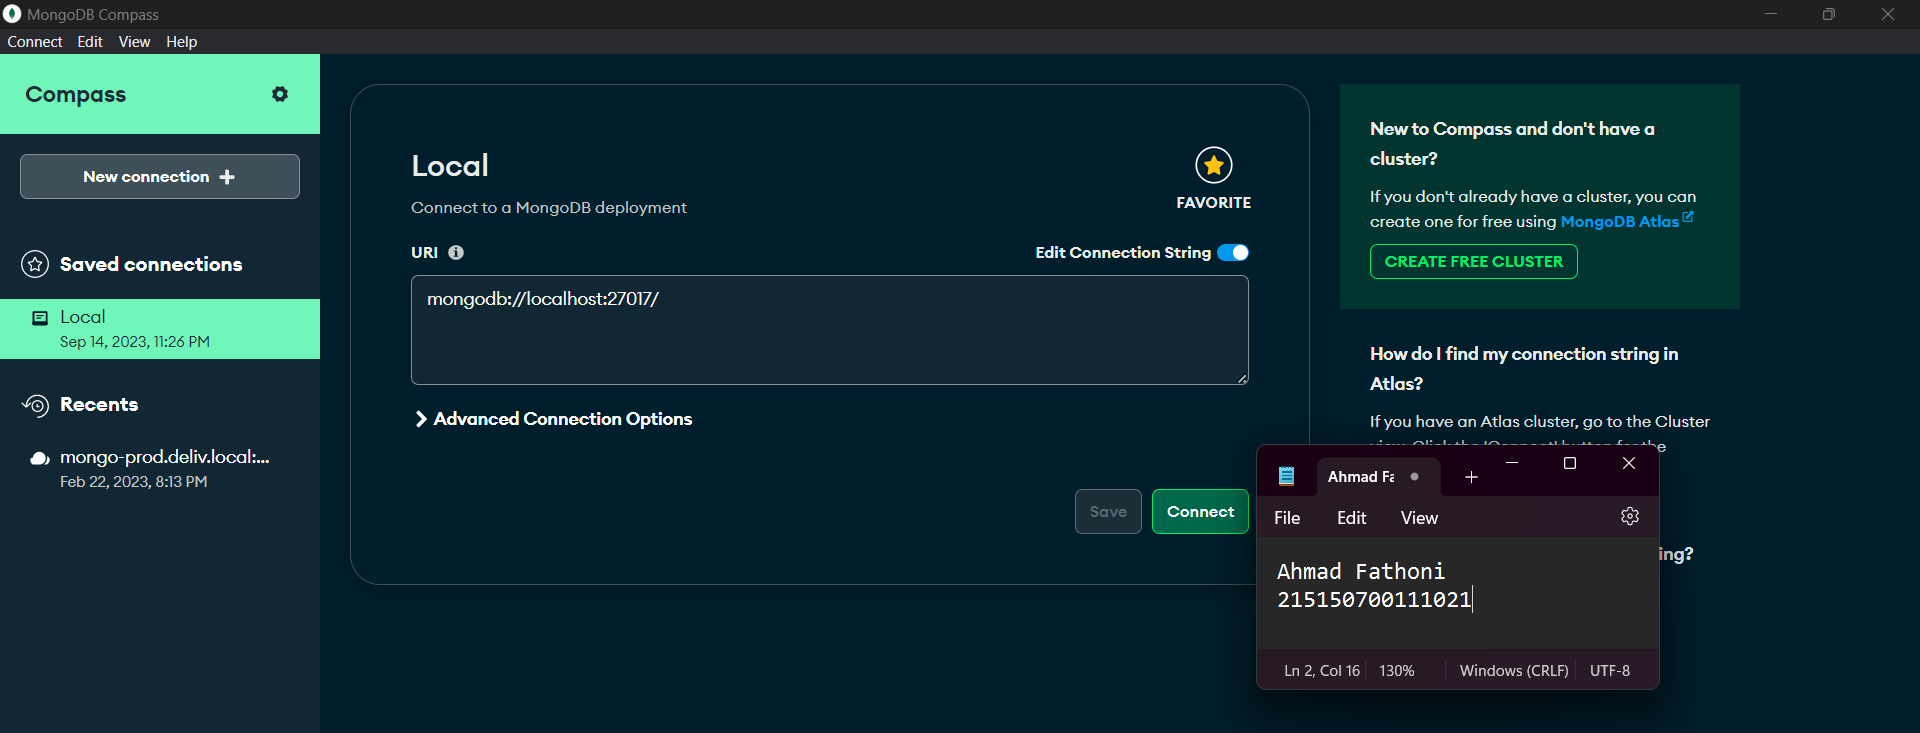 MongoDB Compass
Connect Edit View Help
Compass
New connection +
Saved connections
Local
Sep 14, 2023, 11:26 PM
Recents
mongo-prod.deliv.local:...
Feb 22, 2023, 8:13 PM
Local
FAVORITE
Connect to a MongoDB deployment
URI
Edit Connection String
mongodb://localhost:27017/
Advanced Connection Options
Save
Connect
New to Compass and don't have a
cluster?
If you don't already have a cluster, you can
create one for free using MongoDB Atlas
CREATE FREE CLUSTER
How do I find my connection string in
Atlas?
If you have an Atlas cluster, go to the Cluster
ing?
Ahmad Fa
File Edit View
Ahmad Fathoni
215150700111021
Ln 2, Col 16 130% Windows (CRLF) UTF-8